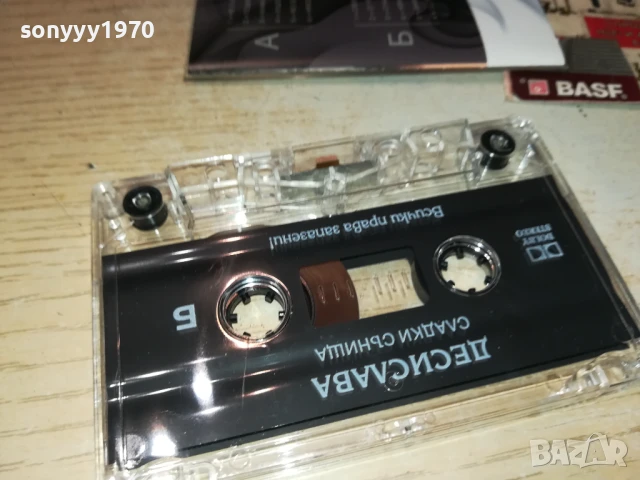 sonyyy1970
А
Б
BASF
ДЕСИСЛАВА
СЛАДКИ СЪНИЩА
Б
DOLBY
STEREO
Всички права запазени!
BAZAR